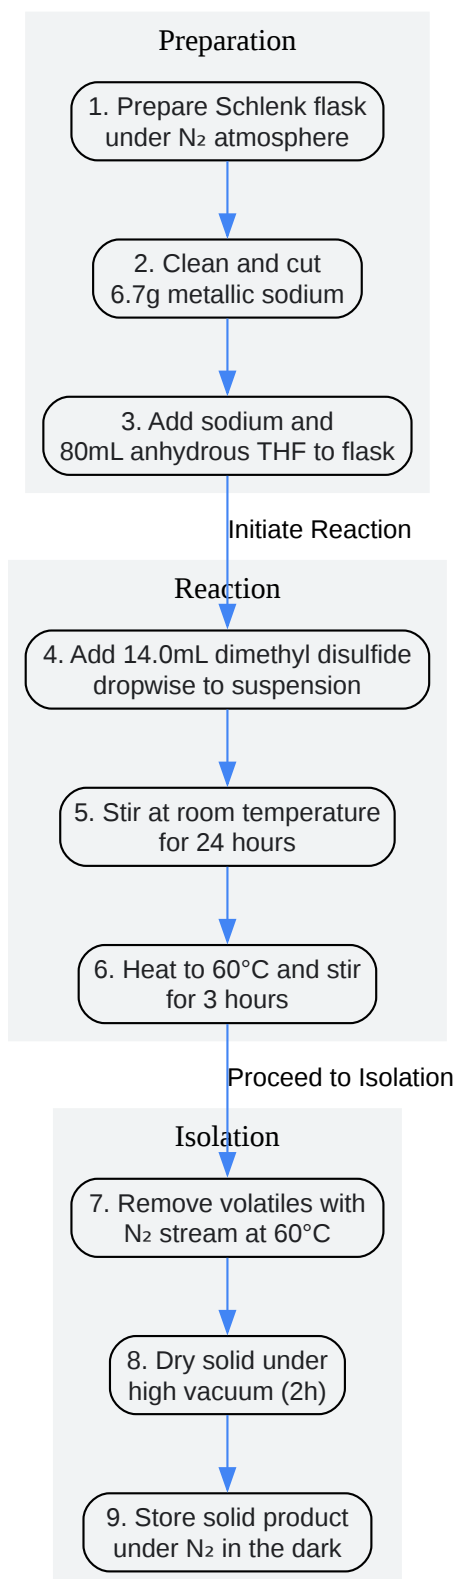 Preparation
1. Prepare Schlenk flask
under N₂ atmosphere
2. Clean and cut
6.7g metallic sodium
3. Add sodium and
80mL anhydrous THF to flask
Initiate Reaction
Reaction
4. Add 14.0mL dimethyl disulfide
dropwise to suspension
5. Stir at room temperature
for 24 hours
6. Heat to 60°C and stir
for 3 hours
Proceed to Isolation
Isolation
7. Remove volatiles with
N₂ stream at 60°C
8. Dry solid under
high vacuum (2h)
9. Store solid product
under N₂ in the dark